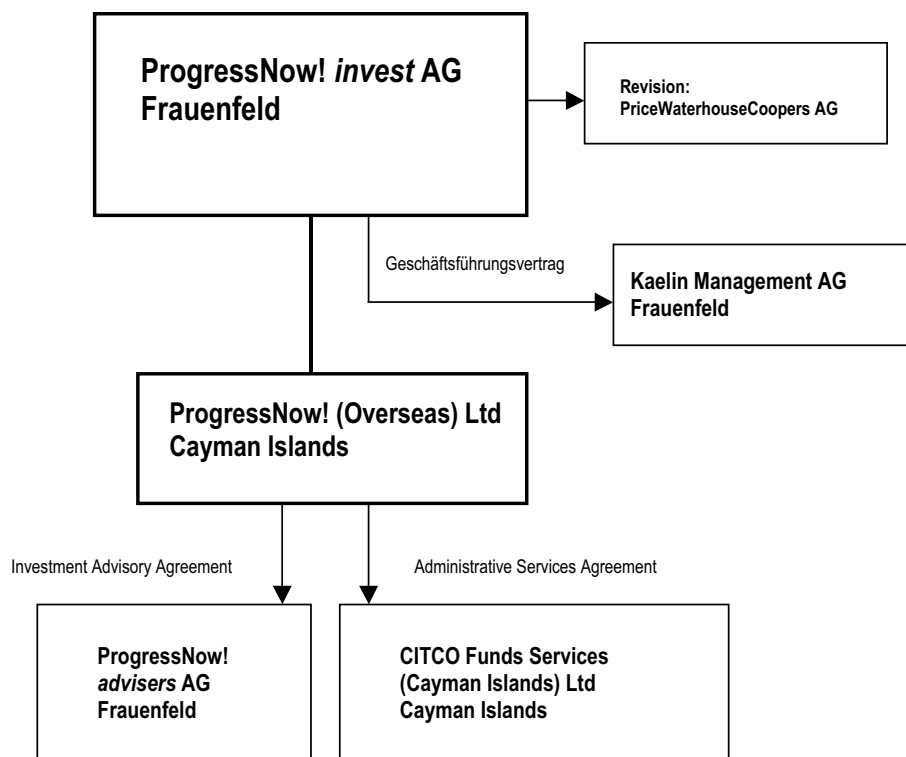 ProgressNow! invest AG
Frauenfeld
Revision:
PriceWaterhouseCoopers AG
Geschäftsführungsvertrag
Kaelin Management AG
Frauenfeld
ProgressNow! (Overseas) Ltd
Cayman Islands
Investment Advisory Agreement
Administrative Services Agreement
ProgressNow!
advisers AG
Frauenfeld
CITCO Funds Services
(Cayman Islands) Ltd
Cayman Islands